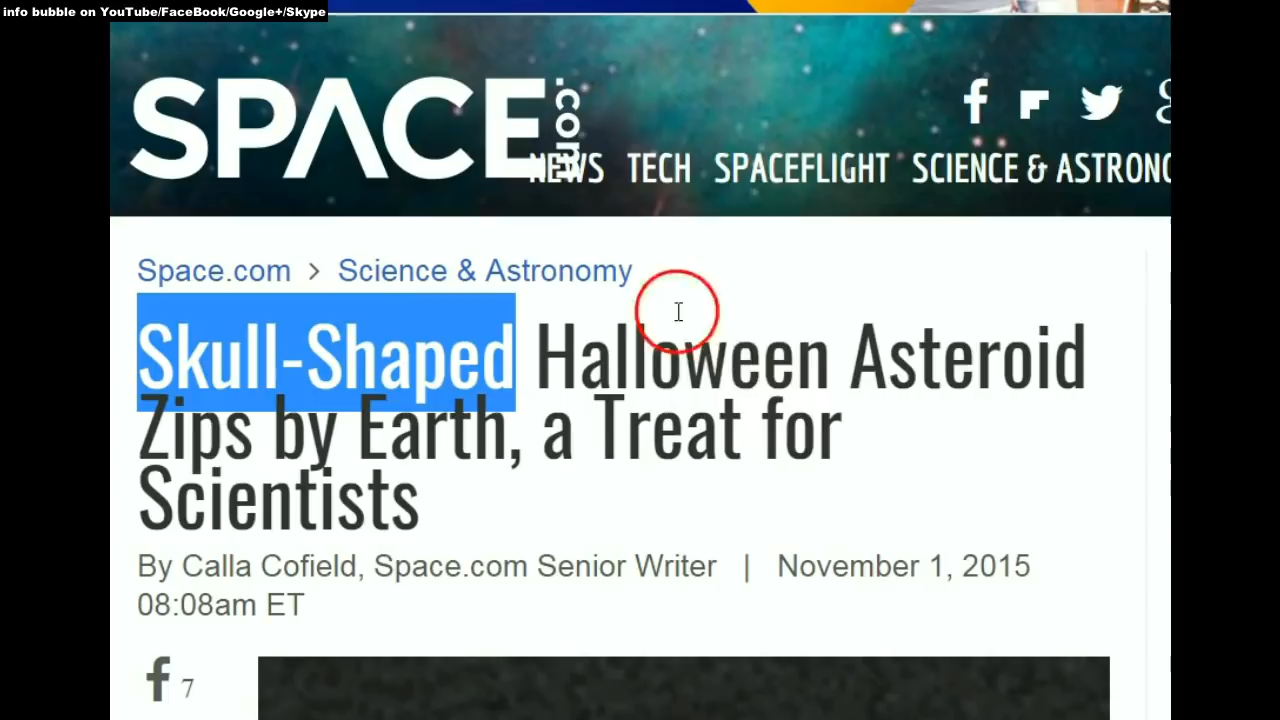 info bubble on YouTube/FaceBook/Google+/Skype
SPACE.com
NEWS TECH SPACEFLIGHT SCIENCE & ASTRONO
Space.com > Science & Astronomy
Skull-Shaped Halloween Asteroid
Zips by Earth, a Treat for
Scientists
By Calla Cofield, Space.com Senior Writer | November 1, 2015
08:08am ET
7